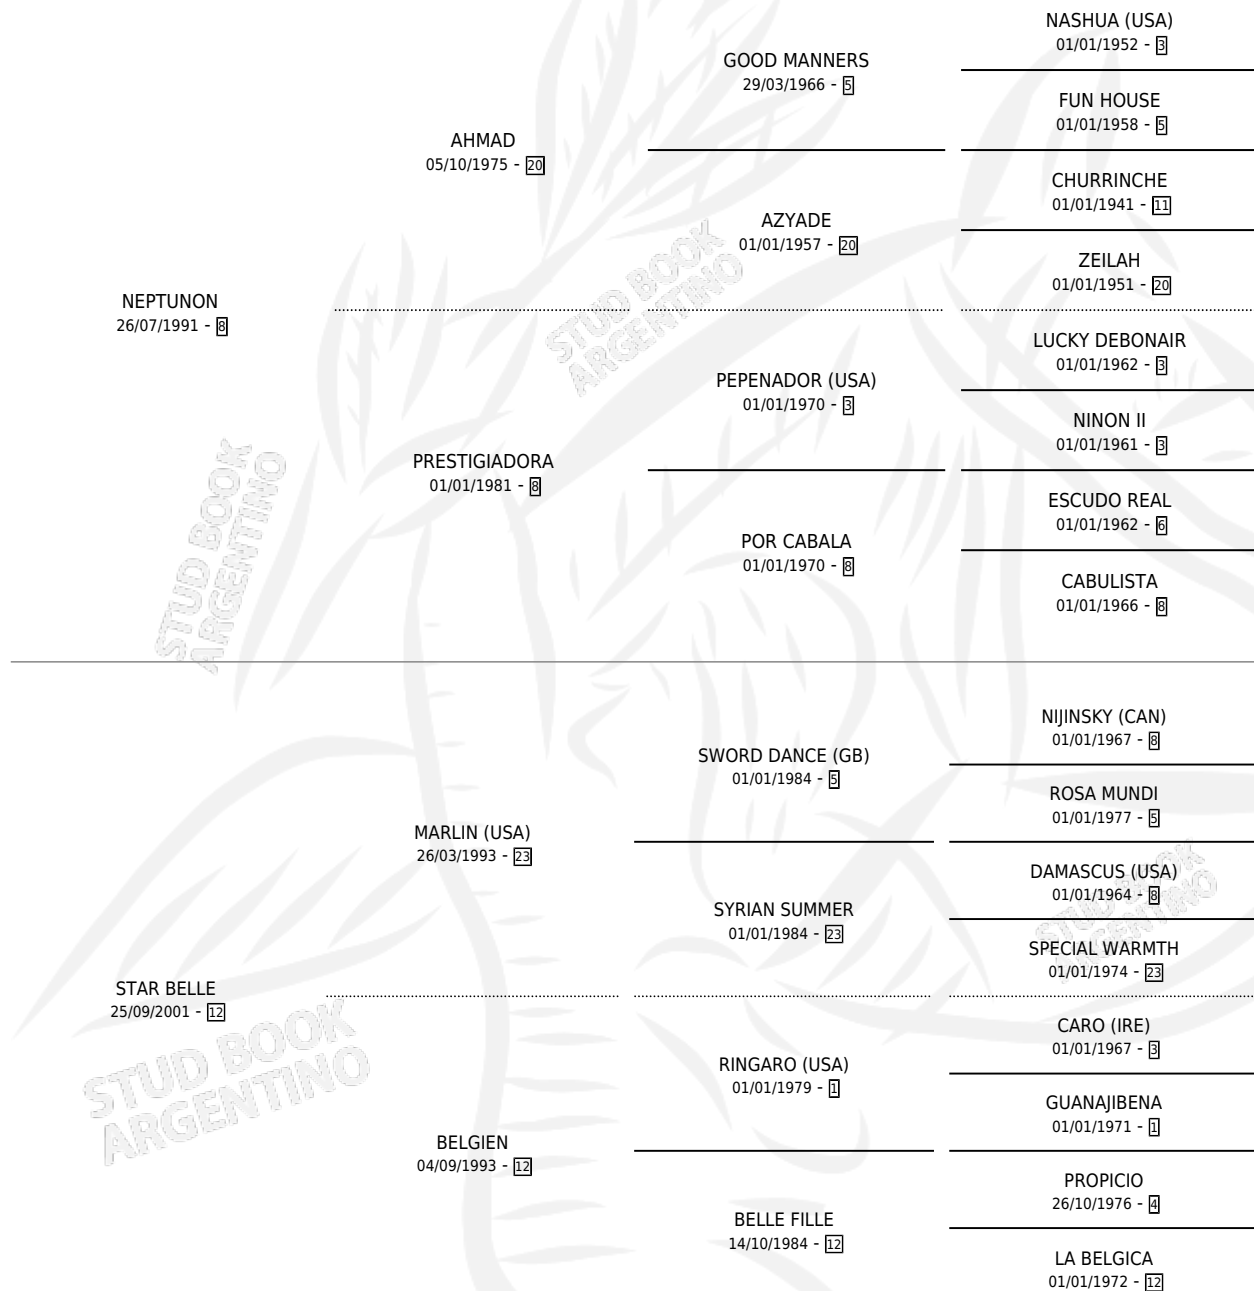 NASHUA (USA)
01/01/1952 - 3
GOOD MANNERS
29/03/1966 - 5
FUN HOUSE
01/01/1958 - 5
AHMAD
05/10/1975 - 20
CHURRINCHE
01/01/1941 - 11
AZYADE
01/01/1957 - 20
ZEILAH
01/01/1951 - 20
NEPTUNON
26/07/1991 - 8
LUCKY DEBONAIR
01/01/1962 - 3
PEPENADOR (USA)
01/01/1970 - 3
NINON II
01/01/1961 - 3
PRESTIGIADORA
01/01/1981 - 8
ESCUDO REAL
01/01/1962 - 6
POR CABALA
01/01/1970 - 8
CABULISTA
01/01/1966 - 8
NIJINSKY (CAN)
01/01/1967 - 8
SWORD DANCE (GB)
01/01/1984 - 5
ROSA MUNDI
01/01/1977 - 5
MARLIN (USA)
26/03/1993 - 23
DAMASCUS (USA)
01/01/1964 - 8
SYRIAN SUMMER
01/01/1984 - 23
SPECIAL WARMTH
01/01/1974 - 23
STAR BELLE
25/09/2001 - 12
CARO (IRE)
01/01/1967 - 3
RINGARO (USA)
01/01/1979 - 1
GUANAJIBENA
01/01/1971 - 1
BELGIEN
04/09/1993 - 12
PROPICIO
26/10/1976 - 4
BELLE FILLE
14/10/1984 - 12
LA BELGICA
01/01/1972 - 12
STUD BOOK
ARGENTINO
STUD BOOK
ARGENTINO
STUD BOOK
ARGENTINO
STUD BOOK
ARGENTINO